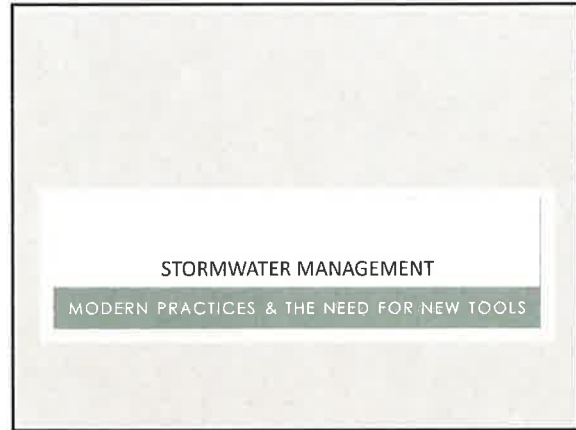 STORMWATER MANAGEMENT
MODERN PRACTICES & THE NEED FOR NEW TOOLS